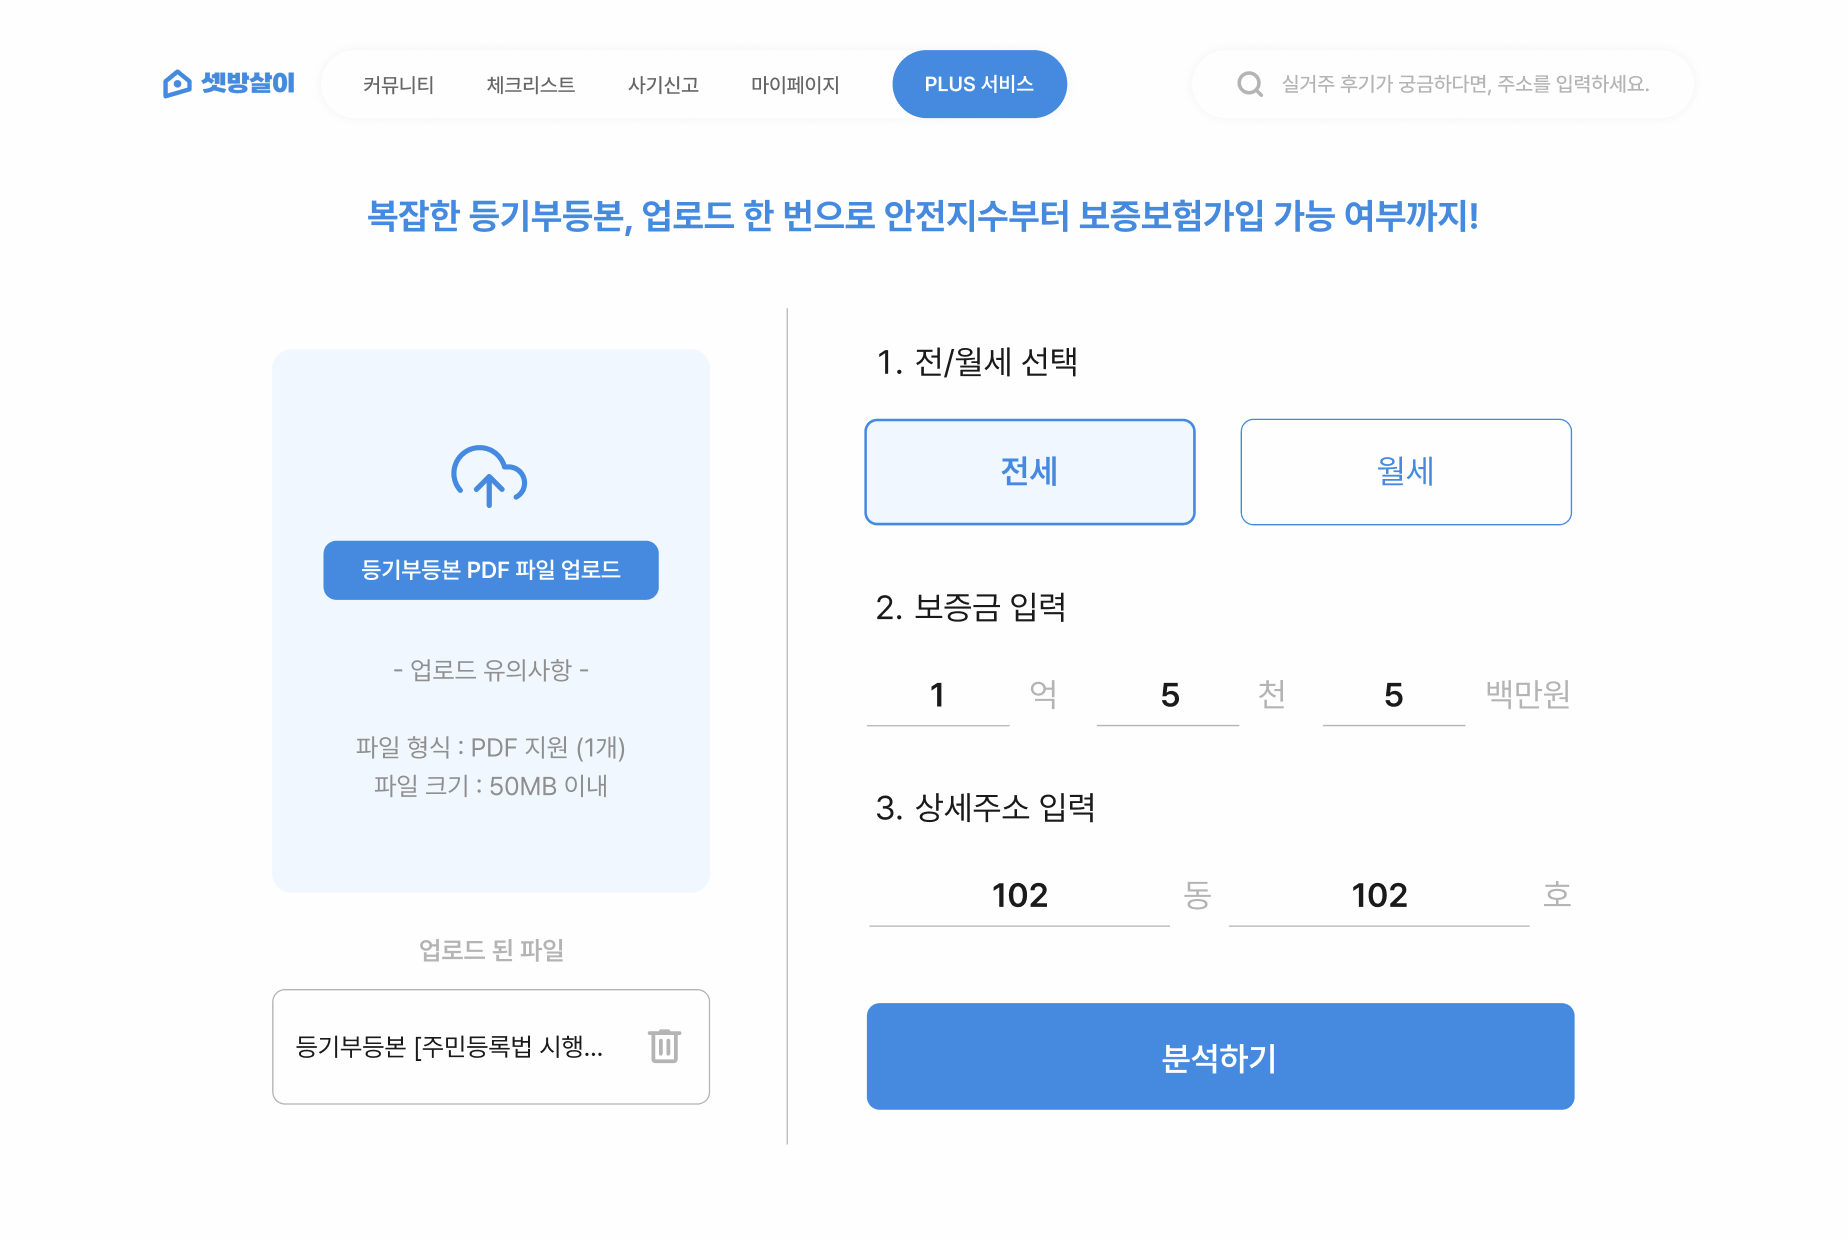 셋방살이
커뮤니티
체크리스트
사기신고
마이페이지
PLUS 서비스
실거주 후기가 궁금하다면, 주소를 입력하세요.
복잡한 등기부등본, 업로드 한 번으로 안전지수부터 보증보험가입 가능 여부까지!
등기부등본 PDF 파일 업로드
- 업로드 유의사항 -
파일 형식 : PDF 지원 (1개)
파일 크기 : 50MB 이내
업로드 된 파일
등기부등본 [주민등록법 시행...
1. 전/월세 선택
전세
월세
2. 보증금 입력
1 억 5 천 5 백만원
3. 상세주소 입력
102 동 102 호
분석하기